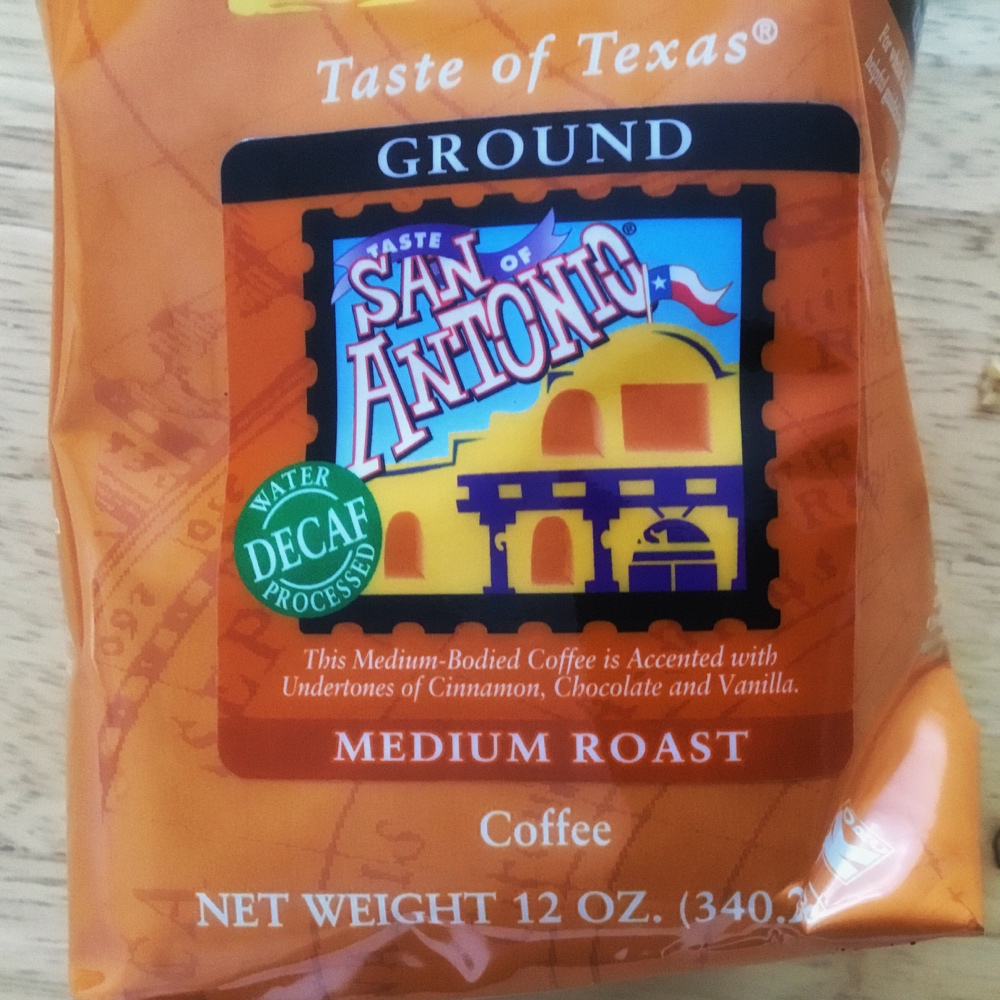 Taste of Texas®
GROUND
TASTE OF
SAN
ANTONIO®
WATER
DECAF
PROCESSED
This Medium-Bodied Coffee is Accented with
Undertones of Cinnamon, Chocolate and Vanilla.
MEDIUM ROAST
Coffee
NET WEIGHT 12 OZ. (340.2